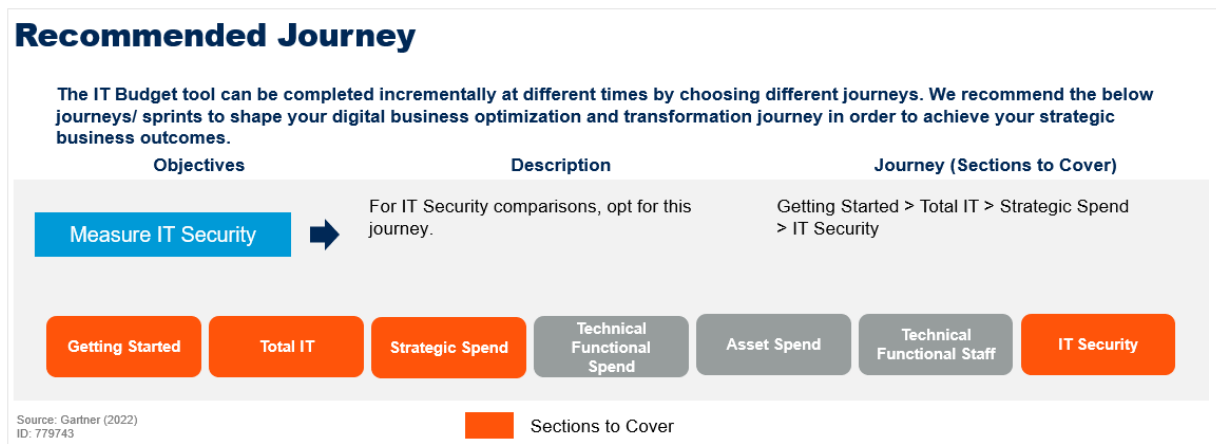 Recommended Journey
The IT Budget tool can be completed incrementally at different times by choosing different journeys. We recommend the below
journeys/ sprints to shape your digital business optimization and transformation journey in order to achieve your strategic
business outcomes.
Objectives
Description
Journey (Sections to Cover)
Measure IT Security
For IT Security comparisons, opt for this
journey.
Getting Started > Total IT > Strategic Spend
> IT Security
Getting Started
Total IT
Strategic Spend
Technical
Functional
Spend
Asset Spend
Technical
Functional Staff
IT Security
Source: Gartner (2022)
ID: 779743
Sections to Cover